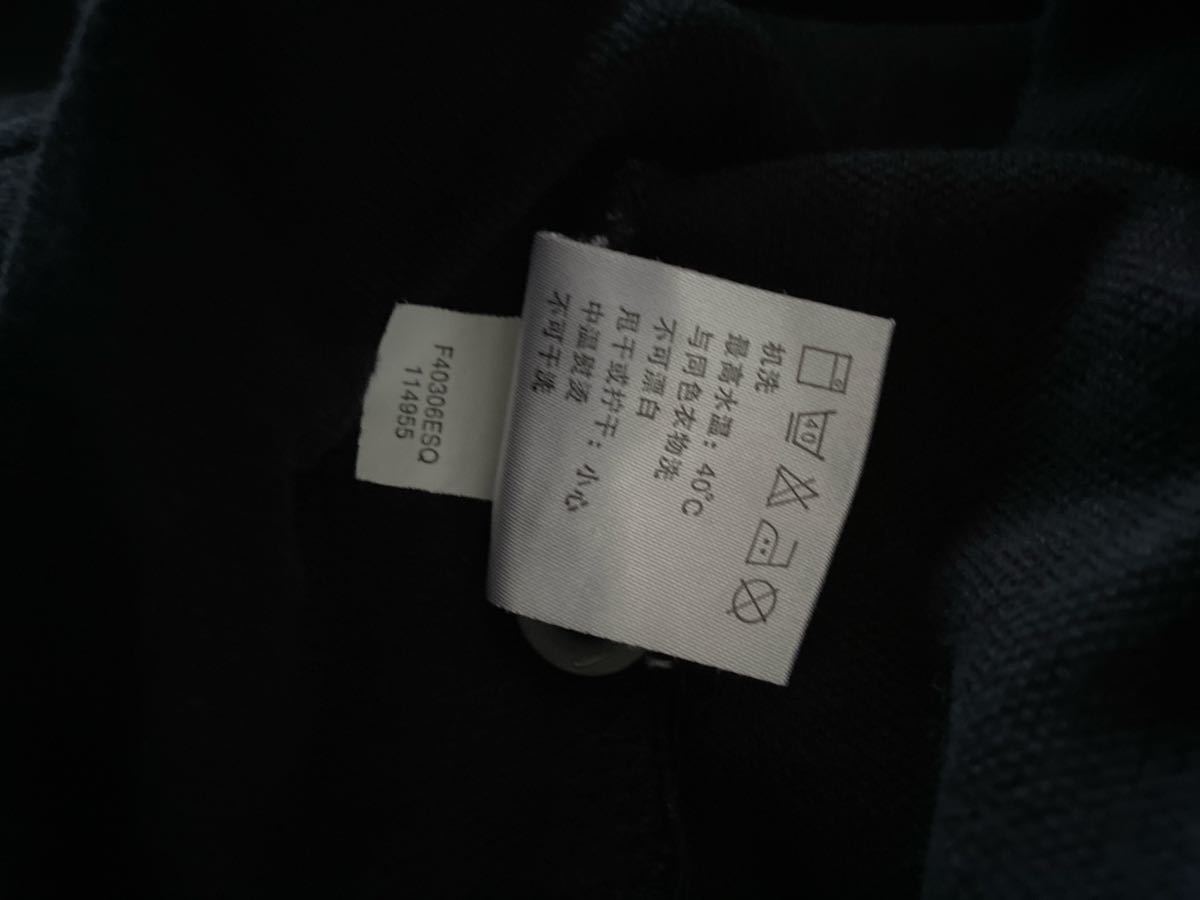 40
机洗
最高水温：40℃
与同色衣物洗
不可漂白
甩干或拧干：小心
中温熨烫
不可干洗
F40306ESQ
114955